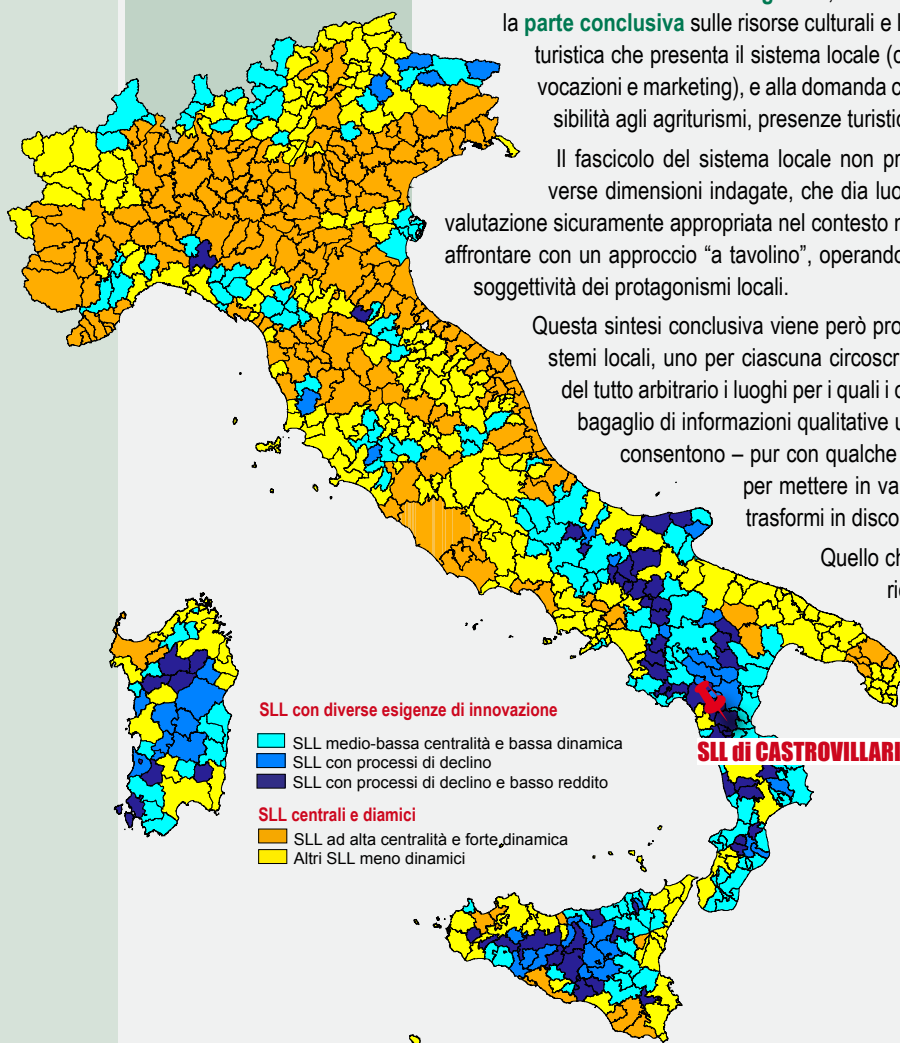 la parte conclusiva sulle risorse culturali e
turistica che presenta il sistema locale (
vocazioni e marketing), e alla domanda
sibilità agli agriturismi, presenze turistic
Il fascicolo del sistema locale non pr
verse dimensioni indagate, che dia luo
valutazione sicuramente appropriata nel contesto
affrontare con un approccio “a tavolino”, operando
soggettività dei protagonismi locali.
Questa sintesi conclusiva viene però pro
stemi locali, uno per ciascuna circoscr
del tutto arbitrario i luoghi per i quali i
bagaglio di informazioni qualitative u
consentono – pur con qualche
per mettere in va
trasformi in disco
Quello ch
ric
SLL di CASTROVILLARI
SLL con diverse esigenze di innovazione
SLL medio-bassa centralità e bassa dinamica
SLL con processi di declino
SLL con processi di declino e basso reddito
SLL centrali e diamici
SLL ad alta centralità e forte dinamica
Altri SLL meno dinamici